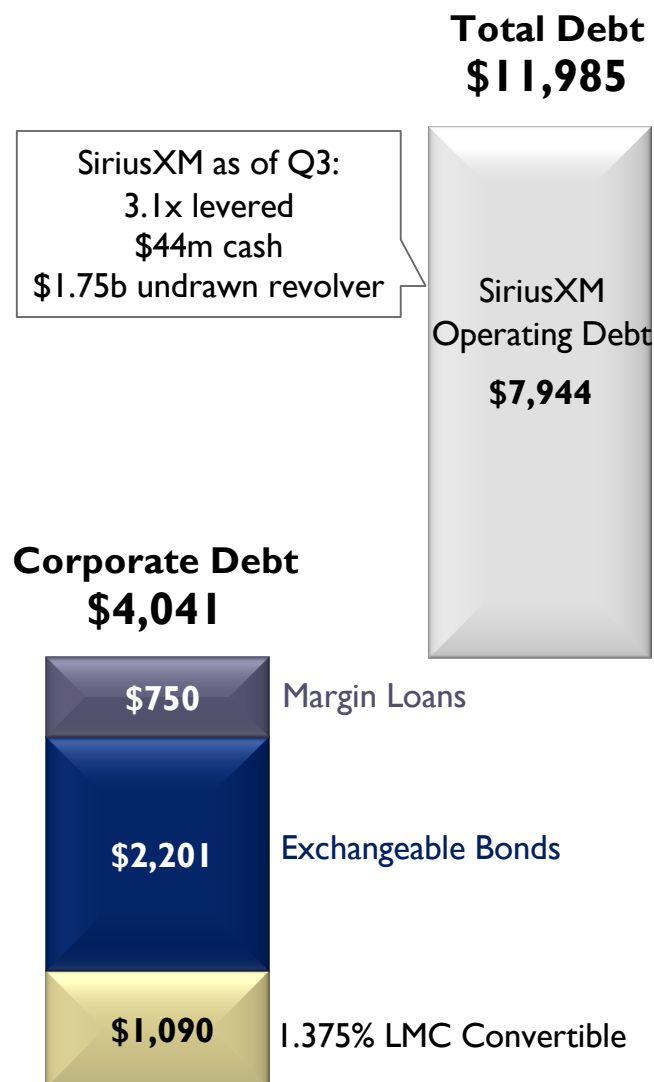 Total Debt
$11,985
SiriusXM as of Q3:
3.1x levered
$44m cash
$1.75b undrawn revolver
SiriusXM
Operating Debt
$7,944
Corporate Debt
$4,041
$750
Margin Loans
$2,201
Exchangeable Bonds
$1,090
1.375% LMC Convertible